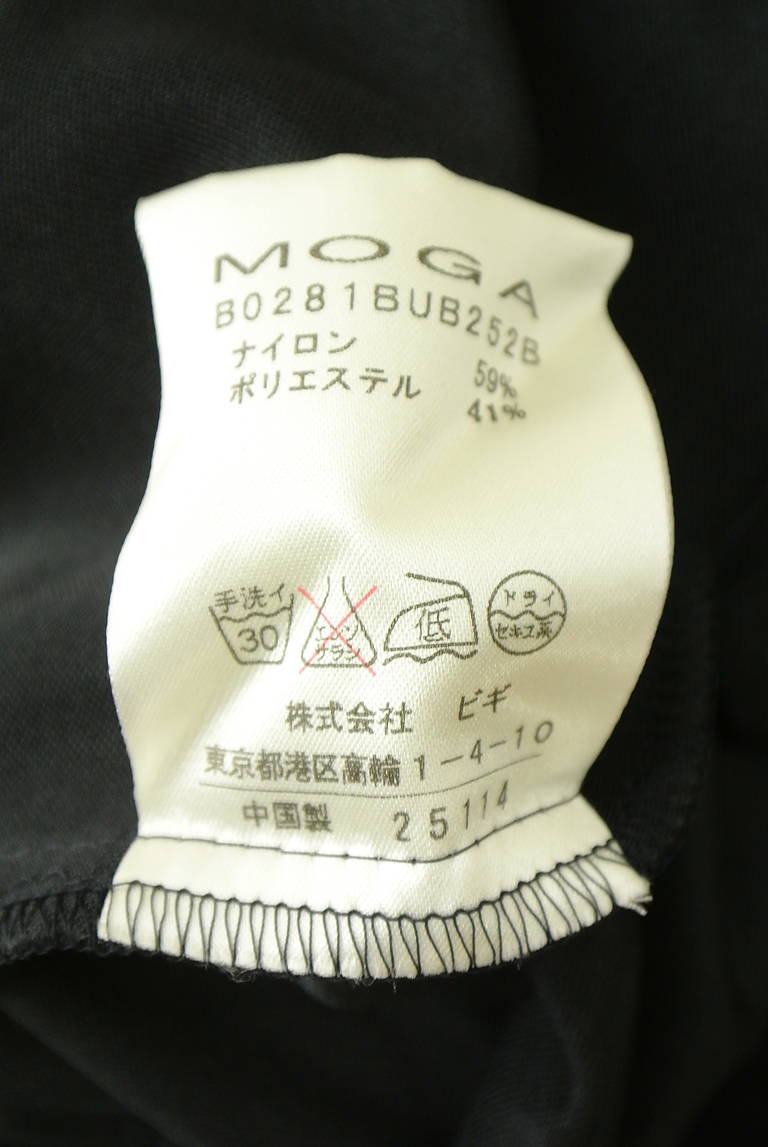 MOGA
B0281BUB252B
ナイロン 59%
ポリエステル 41%
手洗イ 30 エンソサラシ 低 ドライ セキユ系
株式会社 ビギ
東京都港区高輪1-4-10
中国製 25114